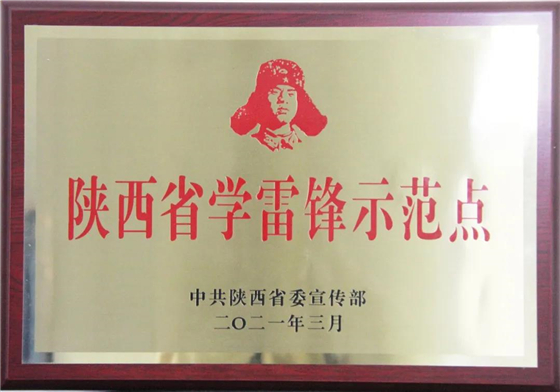 陕西省学雷锋示范点
中共陕西省委宣传部
二〇二一年三月